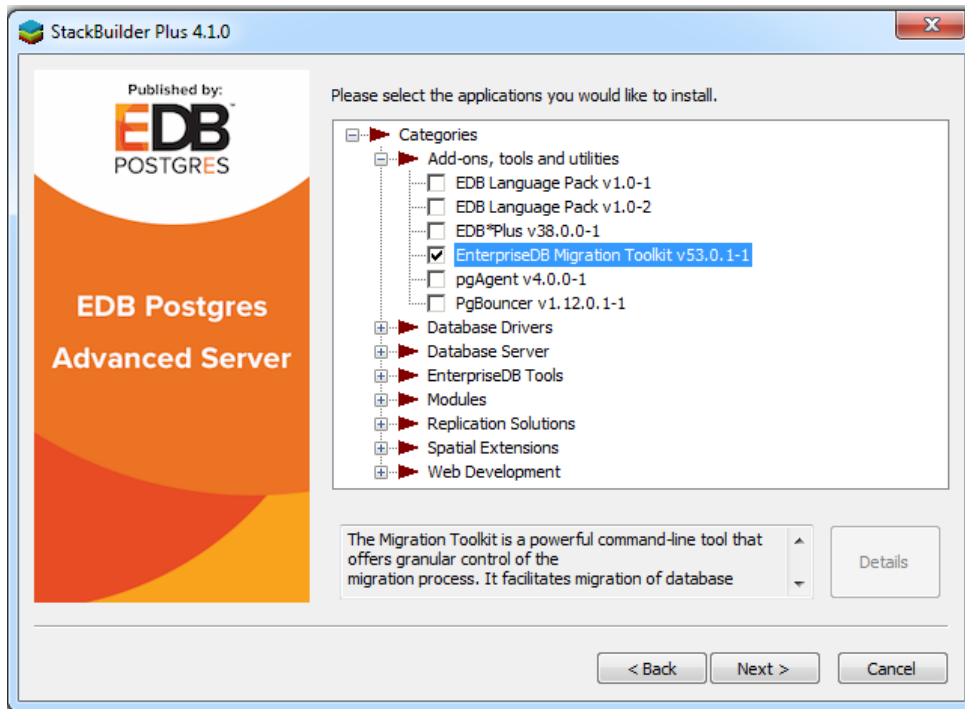 StackBuilder Plus 4.1.0
Published by:
EDB™
POSTGRES
EDB Postgres
Advanced Server
Please select the applications you would like to install.
Categories
Add-ons, tools and utilities
EDB Language Pack v1.0-1
EDB Language Pack v1.0-2
EDB*Plus v38.0.0-1
EnterpriseDB Migration Toolkit v53.0.1-1
pgAgent v4.0.0-1
PgBouncer v1.12.0.1-1
Database Drivers
Database Server
EnterpriseDB Tools
Modules
Replication Solutions
Spatial Extensions
Web Development
The Migration Toolkit is a powerful command-line tool that
offers granular control of the
migration process. It facilitates migration of database
Details
< Back
Next >
Cancel